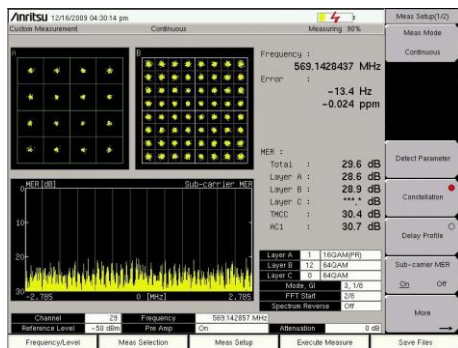 Anritsu 12/16/2009 04:30:14 pm
Custom Measurement Continuous Measuring 90%
A
B
Frequency :
569.1428437 MHz
Error :
-13.4 Hz
-0.024 ppm
MER :
Total : 29.6 dB
Layer A : 28.6 dB
Layer B : 28.9 dB
Layer C : ***.* dB
TMCC : 30.4 dB
AC1 : 30.7 dB
MER[dB] Sub-carrier MER
0
10
20
30
-2.785 0 [MHz] 2.785
Layer A 1 16QAM(PR)
Layer B 12 64QAM
Layer C 0 64QAM
Mode, GI 3, 1/8
FFT Start 2/8
Spectrum Reverse Off
Channel 29 Frequency 569.142857 MHz
Reference Level -50 dBm Pre Amp On Attenuation 0 dB
Frequency/Level Meas Selection Meas Setup Execute Measure Save Files
Meas Setup(1/2)
Meas Mode
Continuous
Detect Parameter
Constellation
Delay Profile
Sub-carrier MER
On Off
More